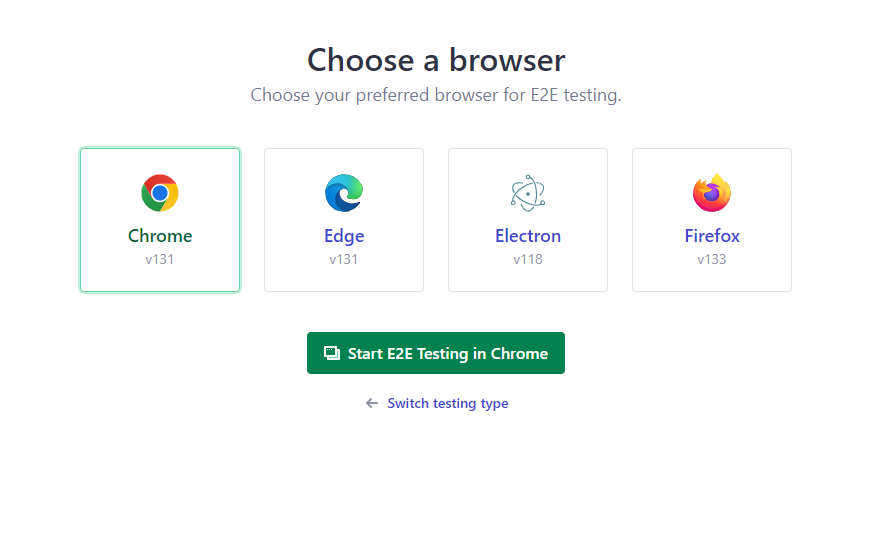 Choose a browser
Choose your preferred browser for E2E testing.
Chrome
v131
Edge
v131
Electron
v118
Firefox
v133
Start E2E Testing in Chrome
Switch testing type